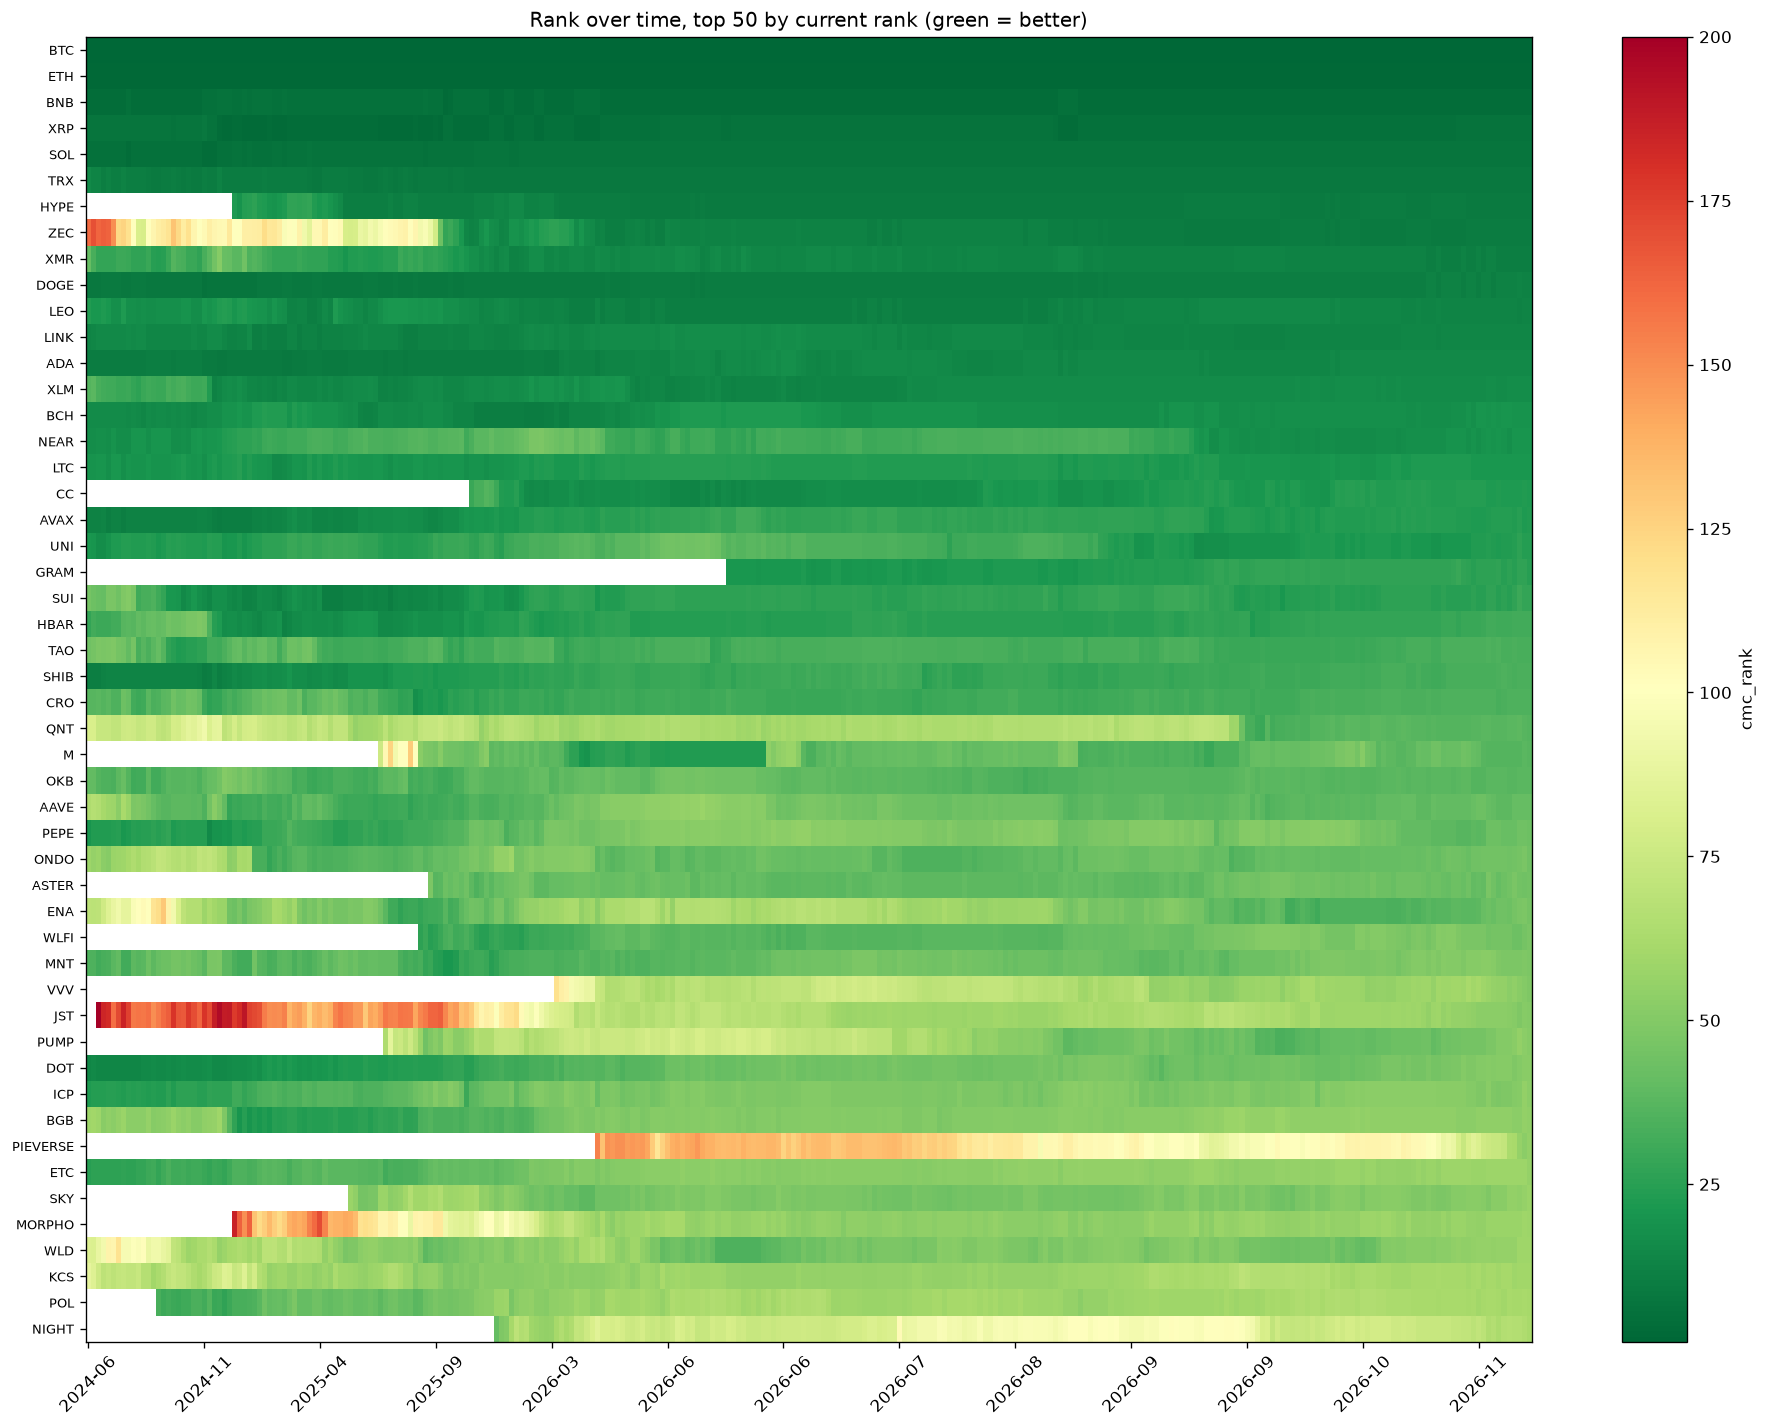 Rank over time, top 50 by current rank (green = better)
BTC
ETH
BNB
XRP
SOL
TRX
HYPE
ZEC
XMR
DOGE
LEO
LINK
ADA
XLM
BCH
NEAR
LTC
CC
AVAX
UNI
GRAM
SUI
HBAR
TAO
SHIB
CRO
QNT
M
OKB
AAVE
PEPE
ONDO
ASTER
ENA
WLFI
MNT
VVV
JST
PUMP
DOT
ICP
BGB
PIEVERSE
ETC
SKY
MORPHO
WLD
KCS
POL
NIGHT
2024-06
2024-11
2025-04
2025-09
2026-03
2026-06
2026-06
2026-07
2026-08
2026-09
2026-09
2026-10
2026-11
200
175
150
125
100
75
50
25
cmc_rank